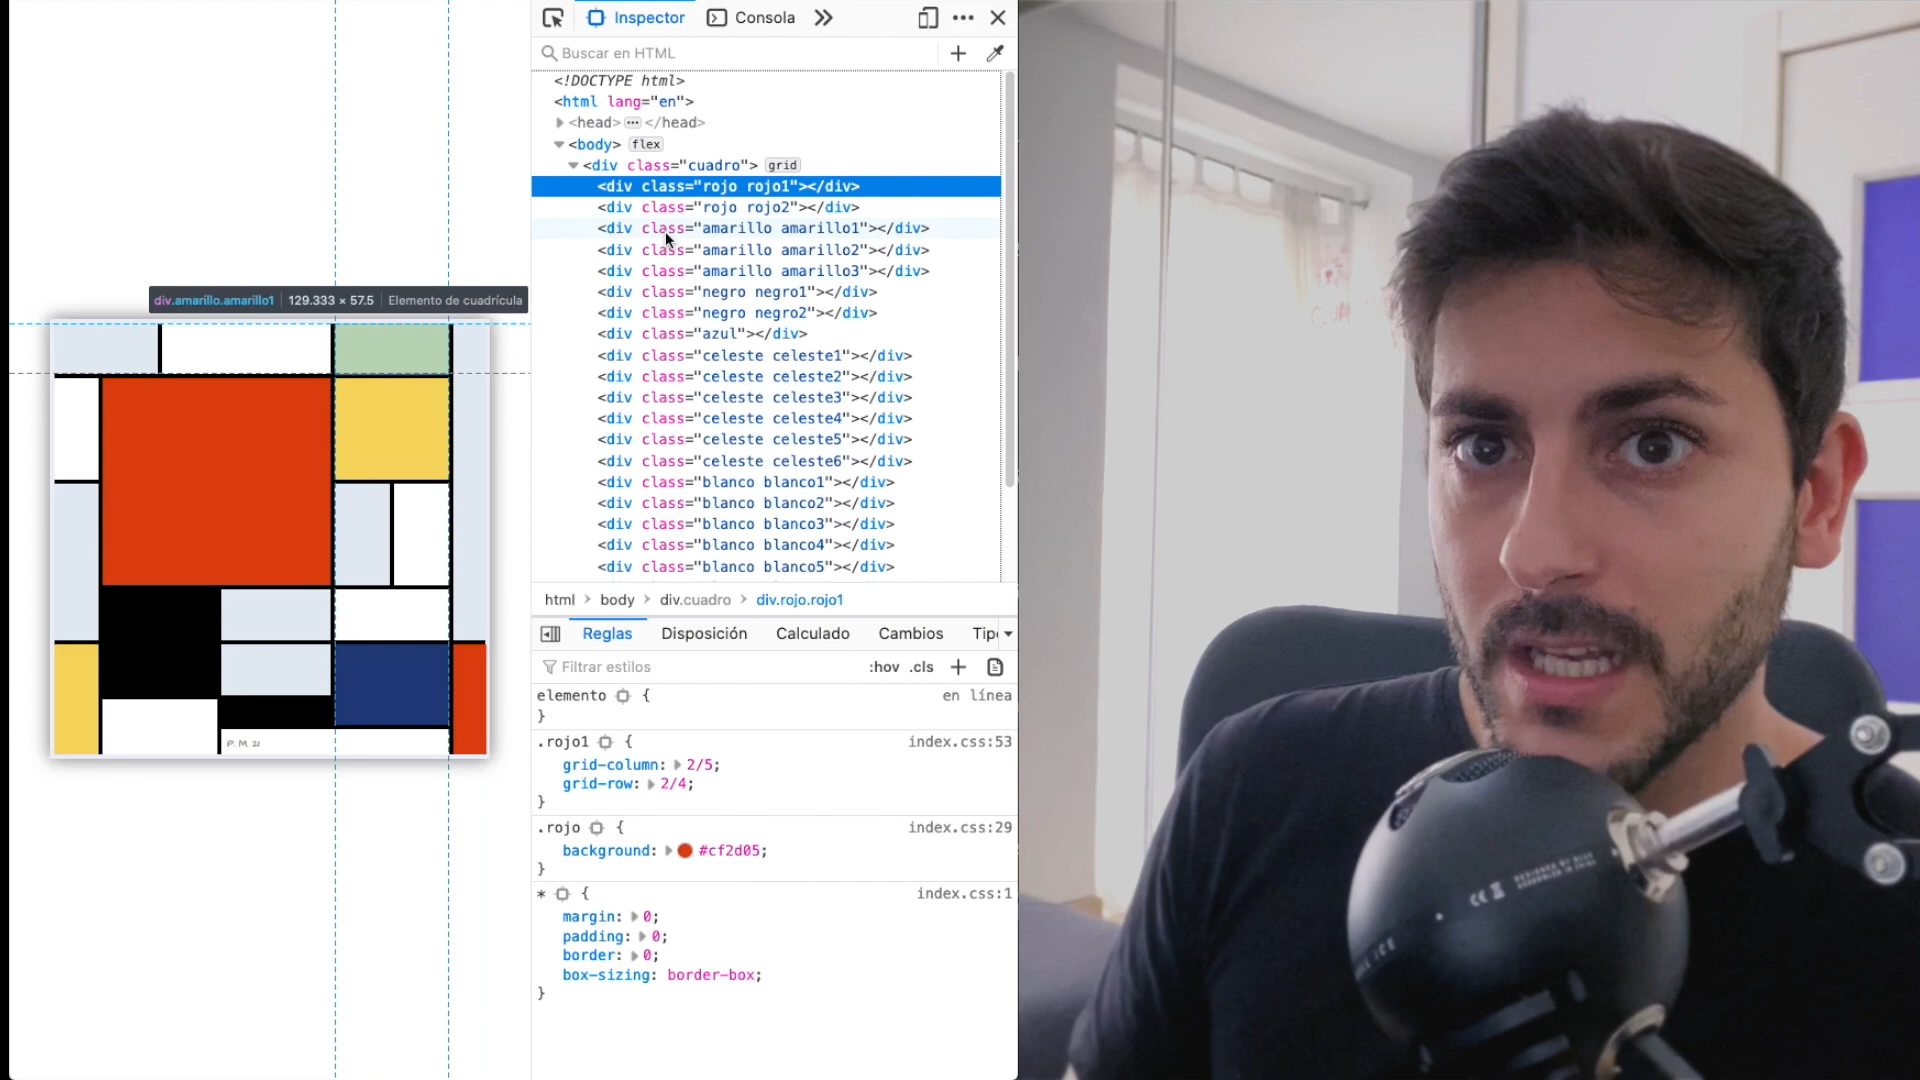 Inspector Consola
Buscar en HTML
<!DOCTYPE html>
<html lang="en">
<head> ••• </head>
<body> flex
<div class="cuadro"> grid
<div class="rojo rojo1"></div>
<div class="rojo rojo2"></div>
<div class="amarillo amarillo1"></div>
<div class="amarillo amarillo2"></div>
<div class="amarillo amarillo3"></div>
<div class="negro negro1"></div>
<div class="negro negro2"></div>
<div class="azul"></div>
<div class="celeste celeste1"></div>
<div class="celeste celeste2"></div>
<div class="celeste celeste3"></div>
<div class="celeste celeste4"></div>
<div class="celeste celeste5"></div>
<div class="celeste celeste6"></div>
<div class="blanco blanco1"></div>
<div class="blanco blanco2"></div>
<div class="blanco blanco3"></div>
<div class="blanco blanco4"></div>
<div class="blanco blanco5"></div>
html > body > div.cuadro > div.rojo.rojo1
Reglas Disposición Calculado Cambios Tip
Filtrar estilos :hov .cls
elemento { en línea
}
.rojo1 { index.css:53
grid-column: 2/5;
grid-row: 2/4;
}
.rojo { index.css:29
background: #cf2d05;
}
* { index.css:1
margin: 0;
padding: 0;
border: 0;
box-sizing: border-box;
}
div.amarillo.amarillo1 129.333 × 57.5 Elemento de cuadrícula
P. M. 21
CE
DESIGNED BY BLUE
ASSEMBLED IN CHINA